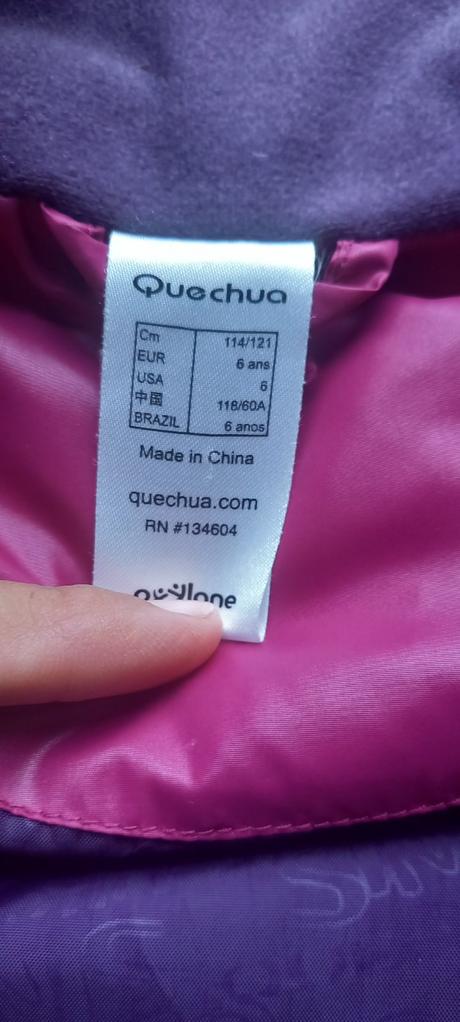 Quechua
Cm 114/121
EUR 6 ans
USA 6
中国 118/60A
BRAZIL 6 anos
Made in China
quechua.com
RN #134604